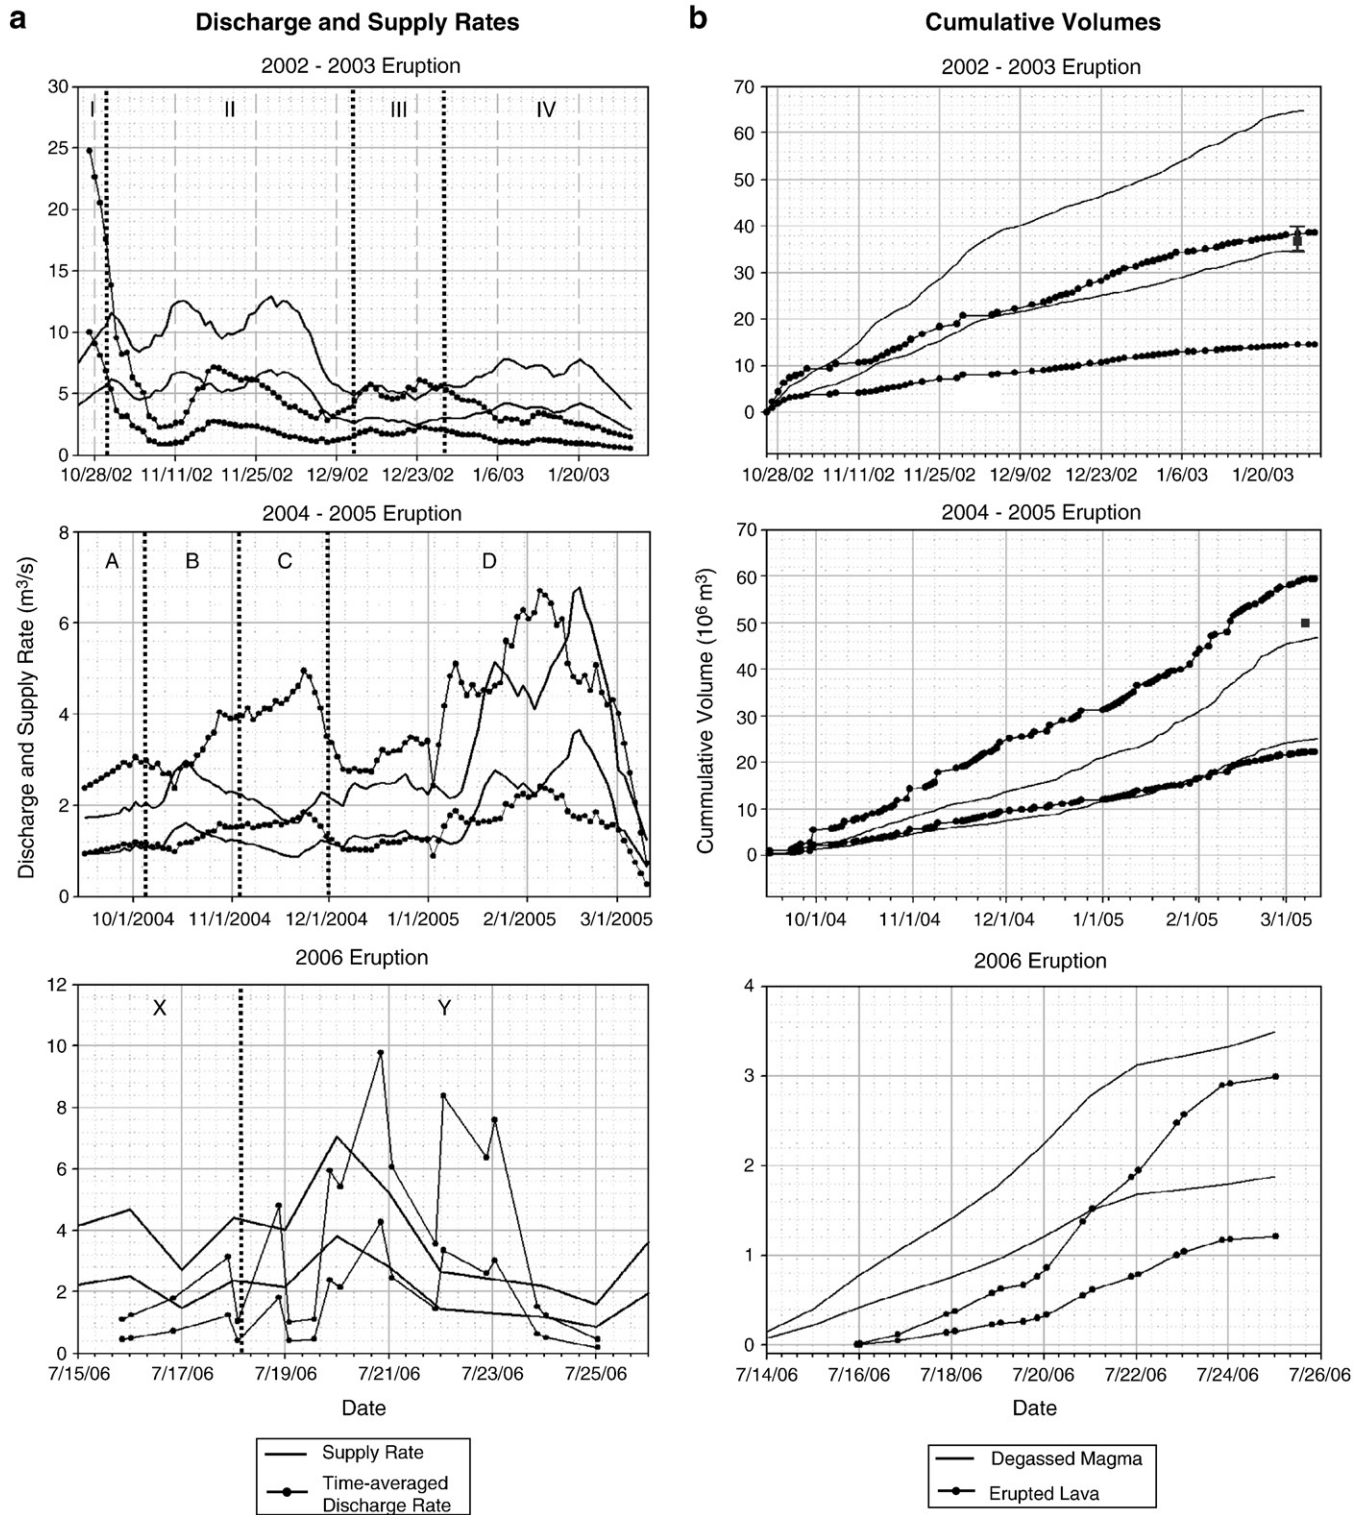 a
Discharge and Supply Rates
2002 - 2003 Eruption
30
25
20
15
10
5
0
I
II
III
IV
10/28/02 11/11/02 11/25/02 12/9/02 12/23/02 1/6/03 1/20/03
2004 - 2005 Eruption
Discharge and Supply Rate (m³/s)
8
6
4
2
0
A
B
C
D
10/1/2004 11/1/2004 12/1/2004 1/1/2005 2/1/2005 3/1/2005
2006 Eruption
12
10
8
6
4
2
0
X
Y
7/15/06 7/17/06 7/19/06 7/21/06 7/23/06 7/25/06
Date
Supply Rate
Time-averaged
Discharge Rate
b
Cumulative Volumes
2002 - 2003 Eruption
70
60
50
40
30
20
10
0
10/28/02 11/11/02 11/25/02 12/9/02 12/23/02 1/6/03 1/20/03
2004 - 2005 Eruption
Cummulative Volume (10⁶ m³)
70
60
50
40
30
20
10
0
10/1/04 11/1/04 12/1/04 1/1/05 2/1/05 3/1/05
2006 Eruption
4
3
2
1
0
7/14/06 7/16/06 7/18/06 7/20/06 7/22/06 7/24/06 7/26/06
Date
Degassed Magma
Erupted Lava